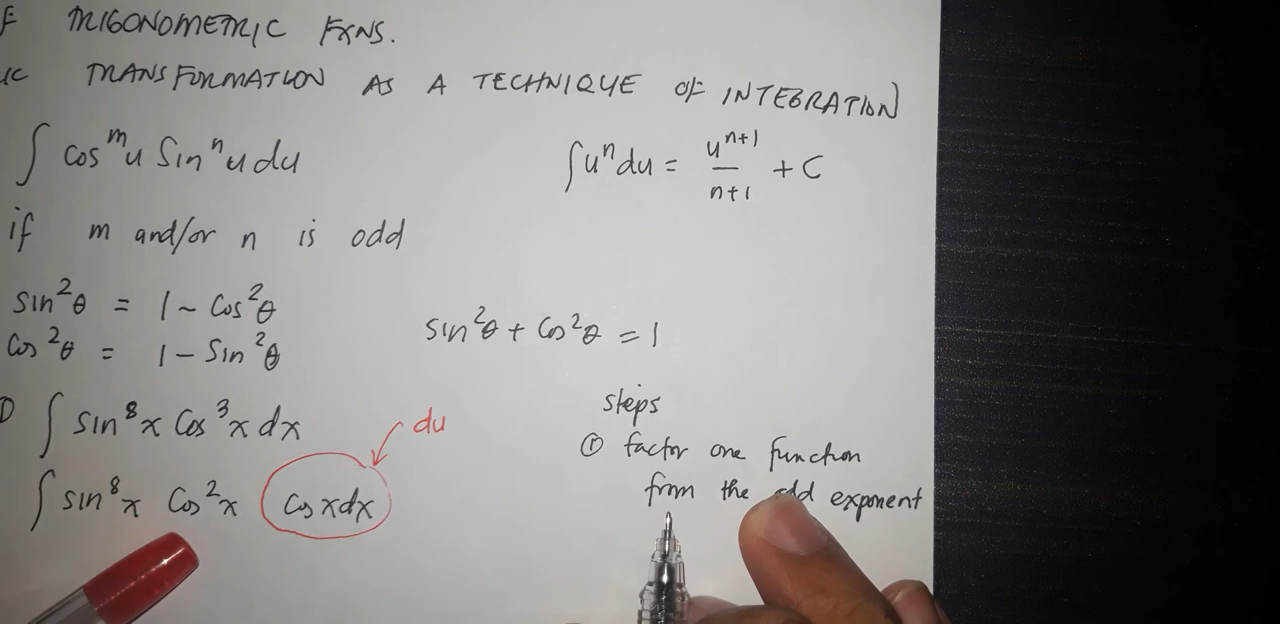 F TRIGONOMETRIC FXNS.
IC TRANSFORMATION AS A TECHNIQUE OF INTEGRATION
∫ cos^m u sin^n u du
∫u^n du = u^(n+1)/(n+1) + C
if m and/or n is odd
sin²θ = 1 - cos²θ
cos²θ = 1 - sin²θ
sin²θ + cos²θ = 1
∫ sin⁸x cos³x dx
du
∫ sin⁸x cos²x cos x dx
steps
① factor one function
from the odd exponent